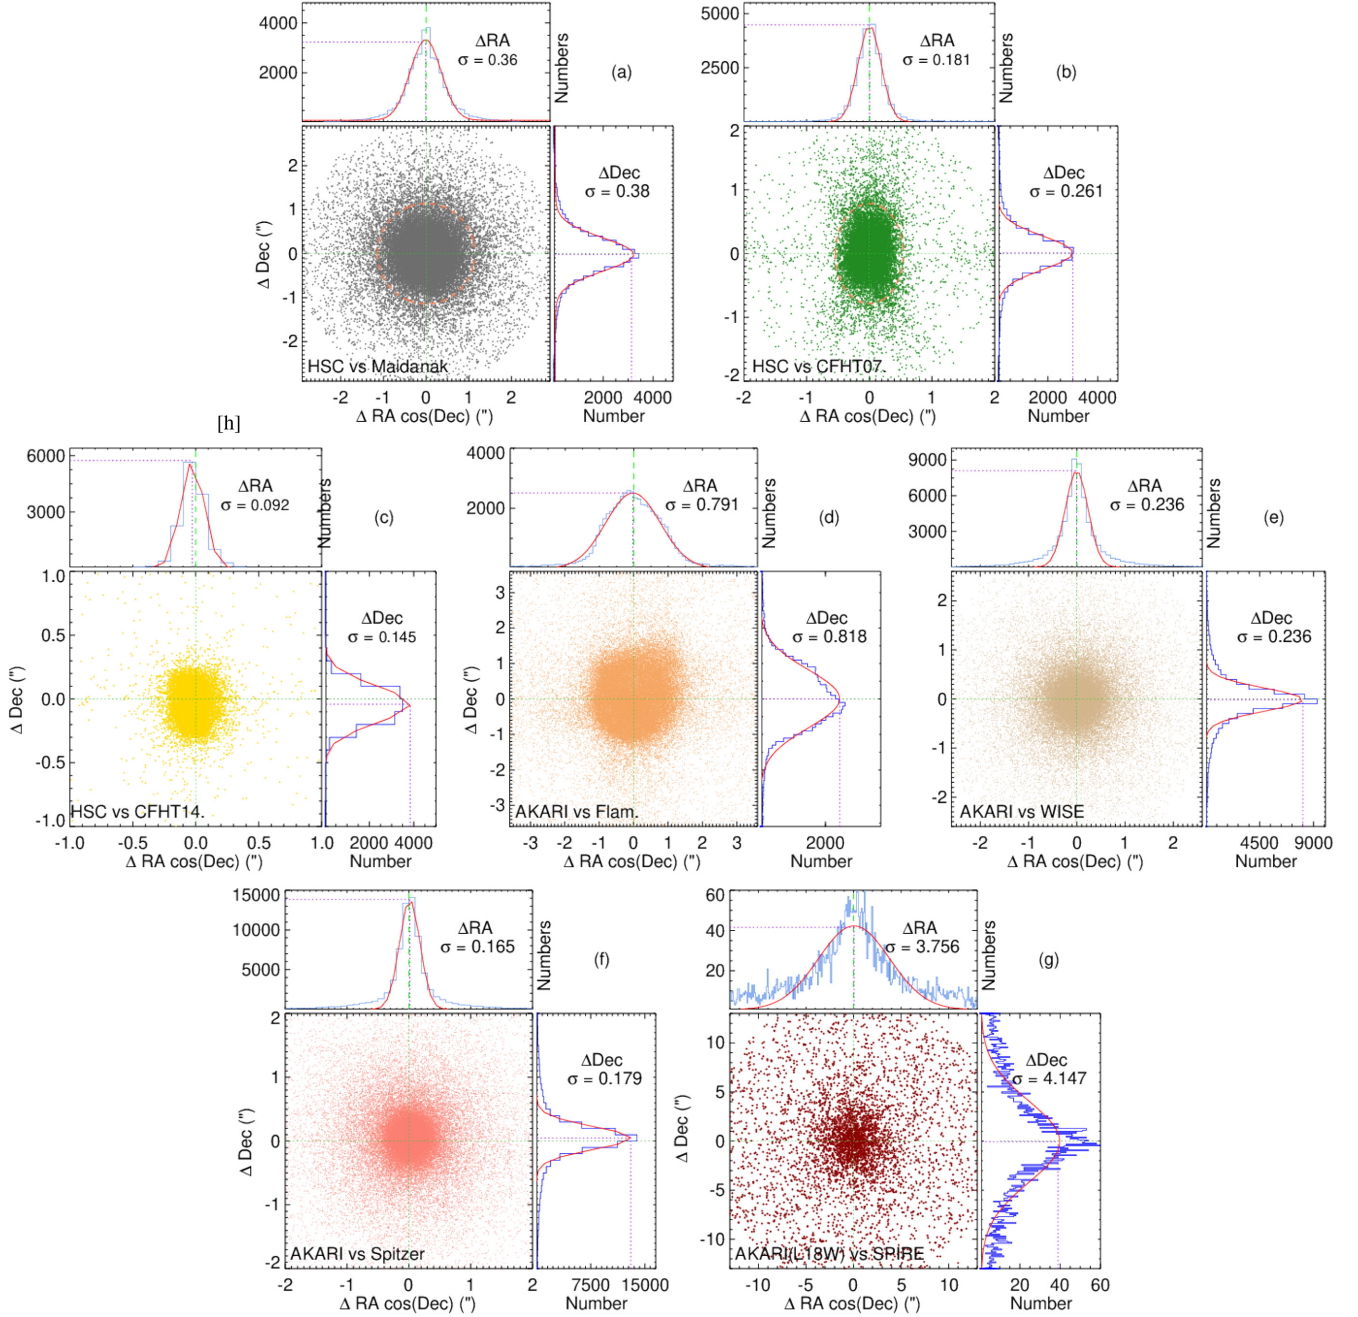 4000
2000
ΔRA
σ = 0.36
Numbers
(a)
2
1
0
-1
-2
Δ Dec (")
HSC vs Maidanak
-2 -1 0 1 2
Δ RA cos(Dec) (")
ΔDec
σ = 0.38
2000 4000
Number
5000
2500
ΔRA
σ = 0.181
Numbers
(b)
2
1
0
-1
-2
HSC vs CFHT07.
-2 -1 0 1 2
Δ RA cos(Dec) (")
ΔDec
σ = 0.261
2000 4000
Number
[h]
6000
3000
ΔRA
σ = 0.092
Numbers
(c)
1.0
0.5
0.0
-0.5
-1.0
Δ Dec (")
HSC vs CFHT14.
-1.0 -0.5 0.0 0.5 1.0
Δ RA cos(Dec) (")
ΔDec
σ = 0.145
2000 4000
Number
4000
2000
ΔRA
σ = 0.791
Numbers
(d)
3
2
1
0
-1
-2
-3
Δ Dec (")
AKARI vs Flam.
-3 -2 -1 0 1 2 3
Δ RA cos(Dec) (")
ΔDec
σ = 0.818
2000
Number
9000
6000
3000
ΔRA
σ = 0.236
Numbers
(e)
2
1
0
-1
-2
Δ Dec (")
AKARI vs WISE
-2 -1 0 1 2
Δ RA cos(Dec) (")
ΔDec
σ = 0.236
4500 9000
Number
15000
10000
5000
ΔRA
σ = 0.165
Numbers
(f)
2
1
0
-1
-2
Δ Dec (")
AKARI vs Spitzer
-2 -1 0 1 2
Δ RA cos(Dec) (")
ΔDec
σ = 0.179
7500 15000
Number
60
40
20
ΔRA
σ = 3.756
Numbers
(g)
10
5
0
-5
-10
Δ Dec (")
AKARI(L18W) vs SPIRE
-10 -5 0 5 10
Δ RA cos(Dec) (")
ΔDec
σ = 4.147
20 40 60
Number